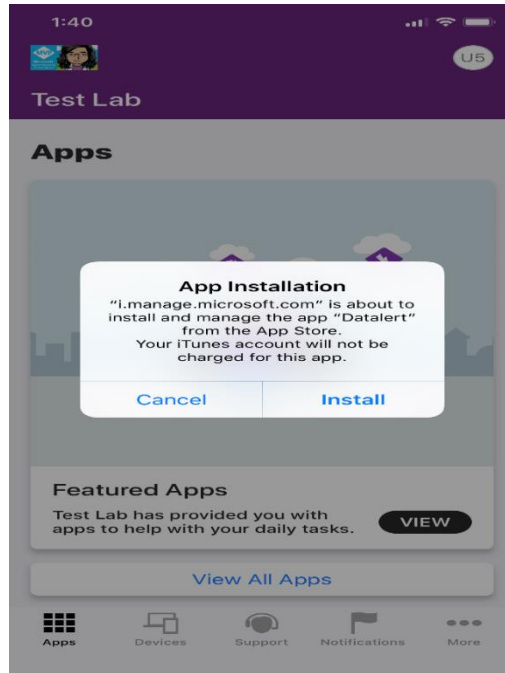 1:40
U5
Test Lab
Apps
App Installation
“i.manage.microsoft.com” is about to
install and manage the app “Datalert”
from the App Store.
Your iTunes account will not be
charged for this app.
Cancel
Install
Featured Apps
Test Lab has provided you with
apps to help with your daily tasks.
VIEW
View All Apps
Apps
Devices
Support
Notifications
More